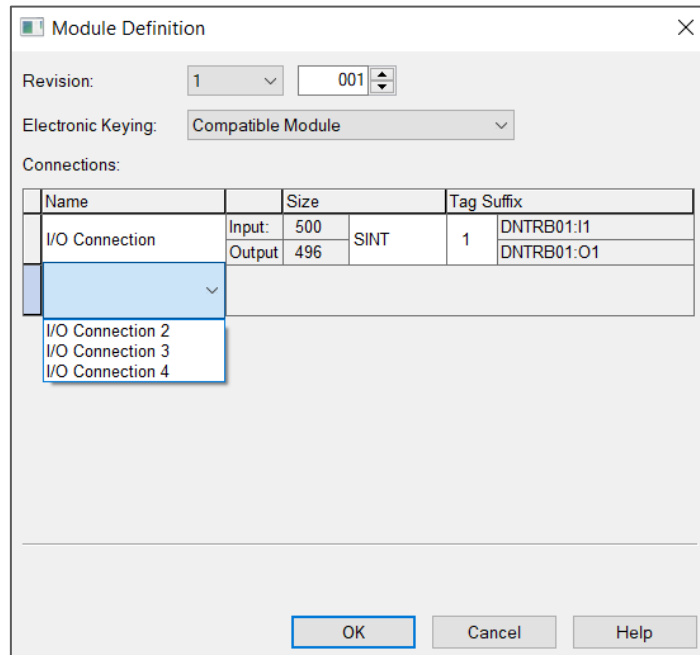 Module Definition
Revision: 1 001
Electronic Keying: Compatible Module
Connections:
Name Size Tag Suffix
I/O Connection Input: 500 SINT 1 DNTRB01:I1
Output 496 DNTRB01:O1
I/O Connection 2
I/O Connection 3
I/O Connection 4
OK Cancel Help